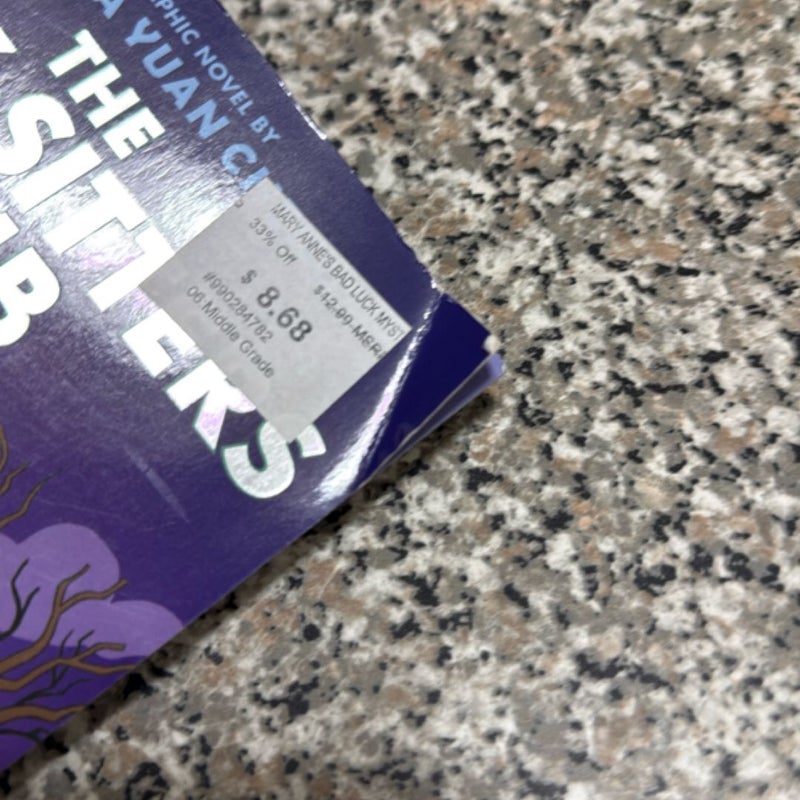 APHIC NOVEL BY
A YUAN C
THE
SITTERS
B
MARY ANNE'S BAD LUCK MYST
33% Off $12.99 MSR
$ 8.68
#990284782
06 Middle Grade